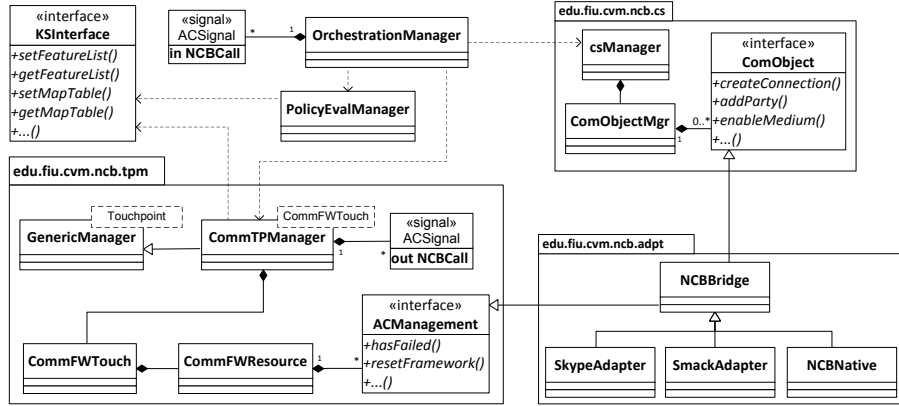 «interface»
KSInterface
+setFeatureList()
+getFeatureList()
+setMapTable()
+getMapTable()
+...()
«signal»
ACSignal
in NCBCall
*
1
OrchestrationManager
PolicyEvalManager
edu.fiu.cvm.ncb.cs
csManager
ComObjectMgr
1
0..*
«interface»
ComObject
+createConnection()
+addParty()
+enableMedium()
+...()
edu.fiu.cvm.ncb.tpm
Touchpoint
GenericManager
CommFWTouch
CommTPManager
1
*
«signal»
ACSignal
out NCBCall
CommFWTouch
CommFWResource
1
*
«interface»
ACManagement
+hasFailed()
+resetFramework()
+...()
edu.fiu.cvm.ncb.adpt
NCBBridge
SkypeAdapter
SmackAdapter
NCBNative